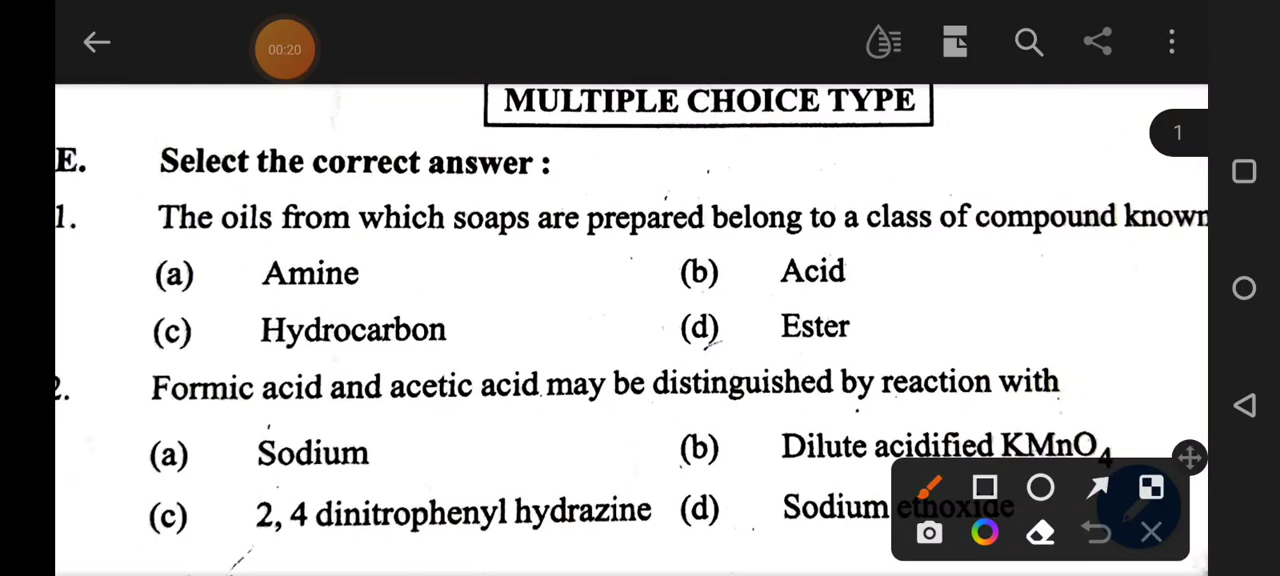 00:20
MULTIPLE CHOICE TYPE
1
E. Select the correct answer :
1. The oils from which soaps are prepared belong to a class of compound known
(a) Amine (b) Acid
(c) Hydrocarbon (d) Ester
2. Formic acid and acetic acid may be distinguished by reaction with
(a) Sodium (b) Dilute acidified KMnO₄
(c) 2, 4 dinitrophenyl hydrazine (d) Sodium ethoxide